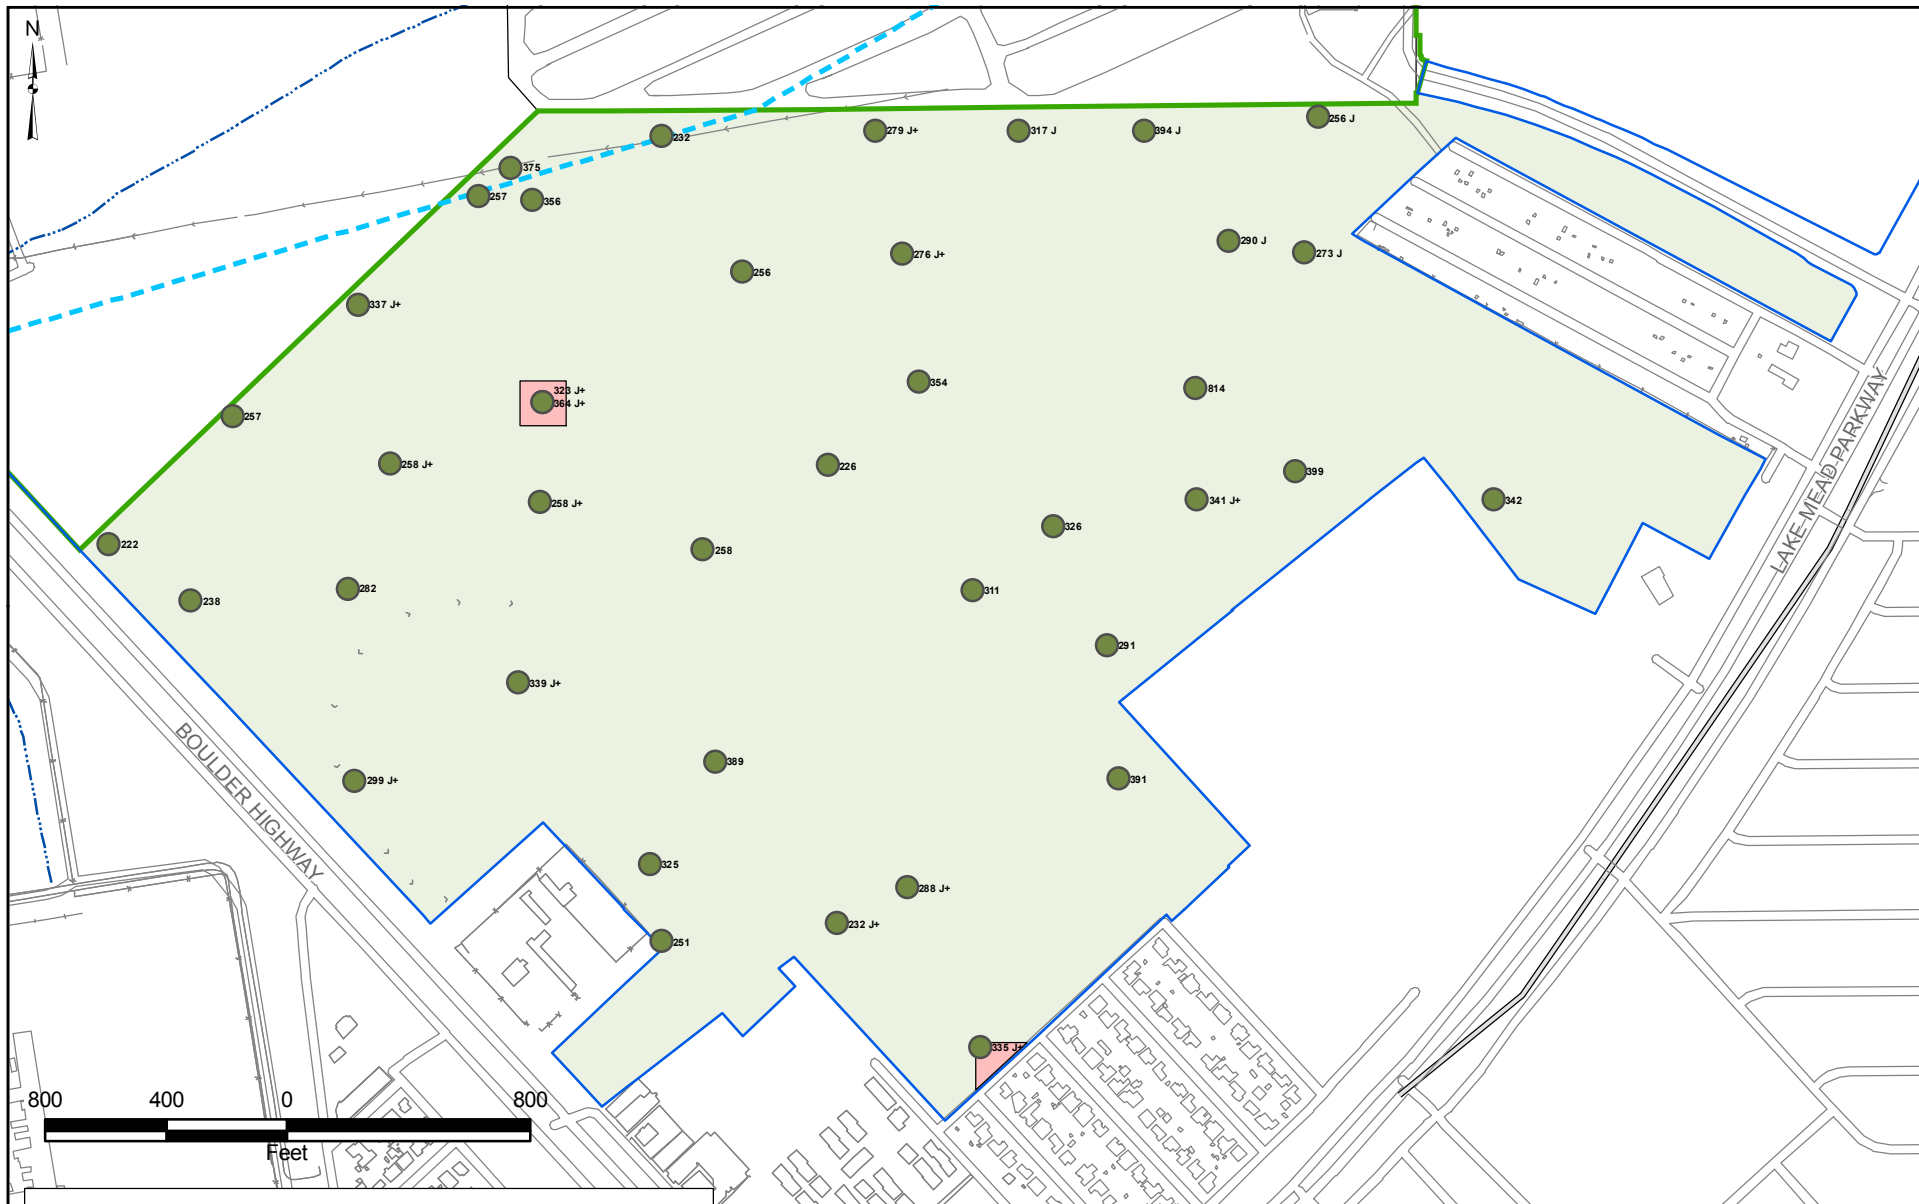 N
256 J
279 J+
317 J
394 J
232
375
257
356
290 J
273 J
276 J+
256
337 J+
354
814
323 J+
364 J+
257
258 J+
226
399
341 J+
342
258 J+
326
222
258
282
311
238
291
339 J+
389
391
299 J+
325
288 J+
232 J+
251
335 J+
LAKE MEAD PARKWAY
BOULDER HIGHWAY
800 400 0 800
Feet